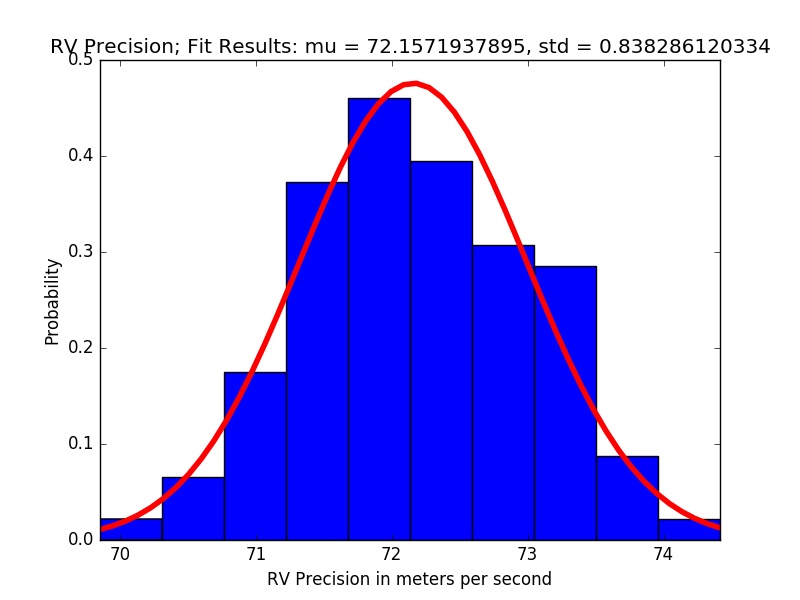 RV Precision; Fit Results: mu = 72.1571937895, std = 0.838286120334
0.5
0.4
0.3
0.2
0.1
0.0
Probability
70 71 72 73 74
RV Precision in meters per second